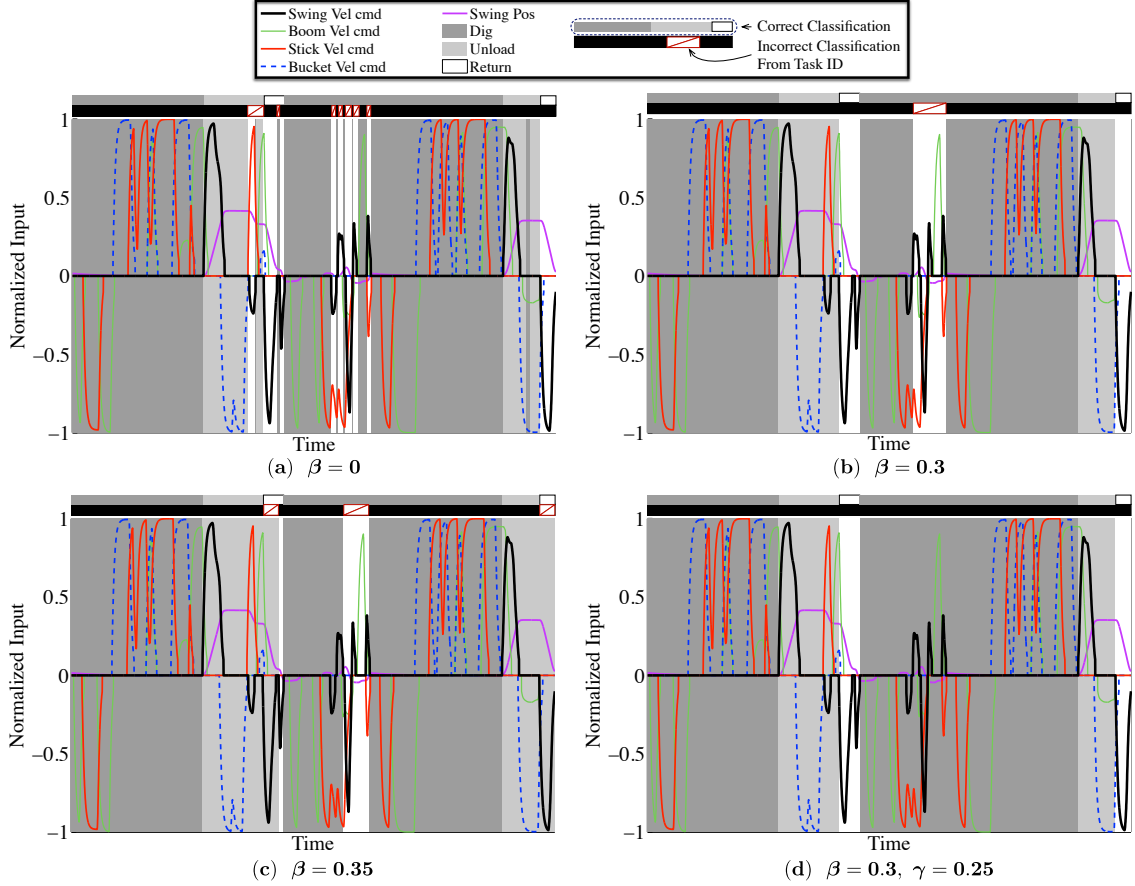 Swing Vel cmd
Boom Vel cmd
Stick Vel cmd
Bucket Vel cmd
Swing Pos
Dig
Unload
Return
Correct Classification
Incorrect Classification
From Task ID
Normalized Input
1
0.5
0
−0.5
−1
Time
(a) β = 0
Normalized Input
1
0.5
0
−0.5
−1
Time
(b) β = 0.3
Normalized Input
1
0.5
0
−0.5
−1
Time
(c) β = 0.35
Normalized Input
1
0.5
0
−0.5
−1
Time
(d) β = 0.3, γ = 0.25